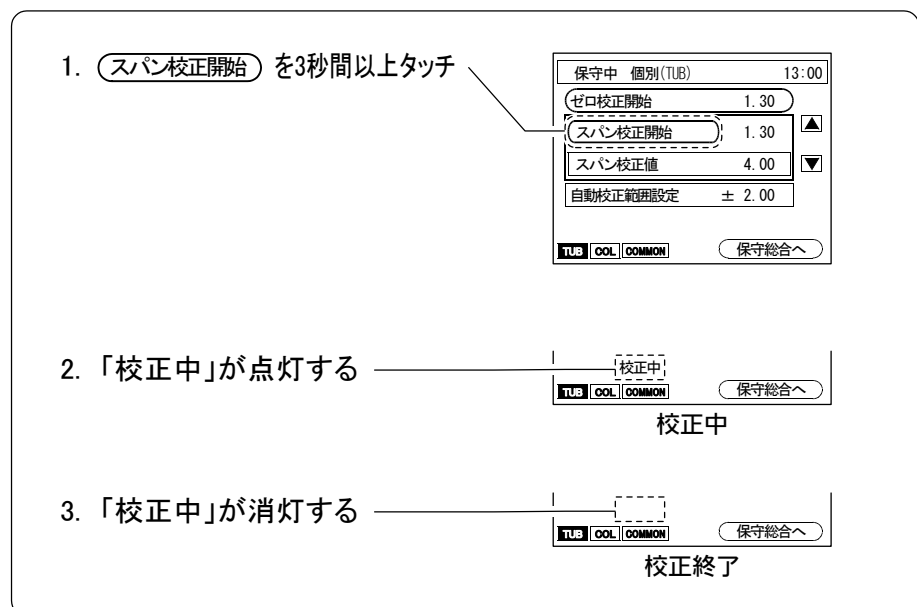 1. スパン校正開始 を3秒間以上タッチ
保守中 個別(TUB) 13:00
ゼロ校正開始 1.30
スパン校正開始 1.30 ▲
スパン校正値 4.00 ▼
自動校正範囲設定 ± 2.00
TUB COL COMMON 保守総合へ
2. 「校正中」が点灯する
校正中
TUB COL COMMON 保守総合へ
校正中
3. 「校正中」が消灯する
TUB COL COMMON 保守総合へ
校正終了